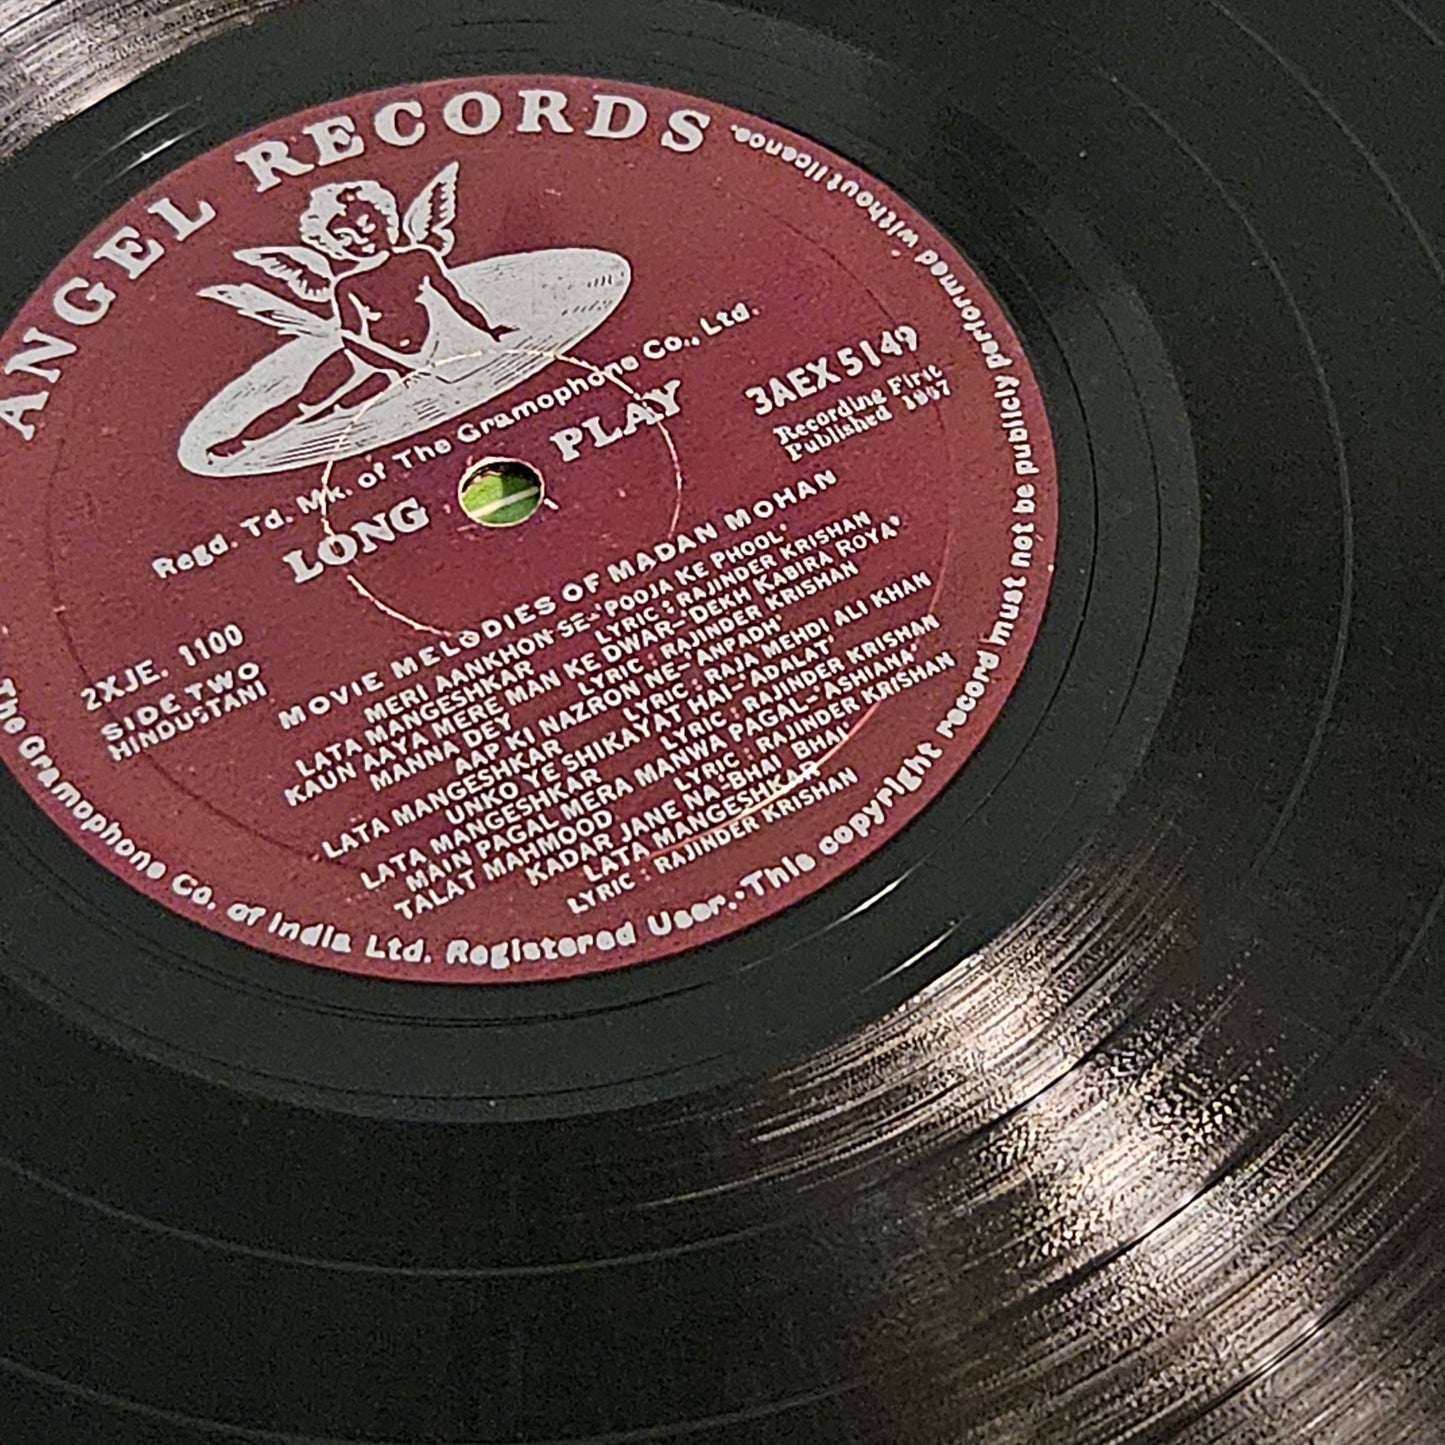 ANGEL RECORDS
Regd. Td. Mk. of The Gramophone Co., Ltd.
LONG PLAY
3AEX 5149
Recording First
Published 1967
2XJE. 1100
SIDE TWO
HINDUSTANI
MOVIE MELODIES OF MADAN MOHAN
MERI AANKHON SE-'POOJA KE PHOOL'
LATA MANGESHKAR LYRIC : RAJINDER KRISHAN
KAUN AAYA MERE MAN KE DWAR-'DEKH KABIRA ROYA'
MANNA DEY LYRIC : RAJINDER KRISHAN
AAP KI NAZRON NE-'ANPADH'
LATA MANGESHKAR LYRIC : RAJA MEHDI ALI KHAN
UNKO YE SHIKAYAT HAI-'ADALAT'
LATA MANGESHKAR LYRIC : RAJINDER KRISHAN
MAIN PAGAL MERA MANWA PAGAL-'ASHIANA'
TALAT MAHMOOD LYRIC : RAJINDER KRISHAN
KADAR JANE NA-'BHAI BHAI'
LATA MANGESHKAR
LYRIC : RAJINDER KRISHAN
The Gramophone Co. of India Ltd. Registered User.•This copyright record must not be publicly performed without licence.